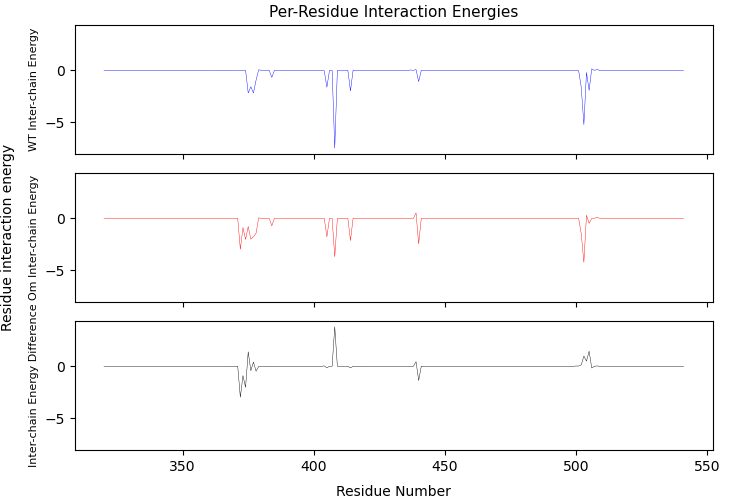 Per-Residue Interaction Energies
Residue interaction energy
WT Inter-chain Energy
0
−5
Om Inter-chain Energy
0
−5
Inter-chain Energy Difference
0
−5
350
400
450
500
550
Residue Number